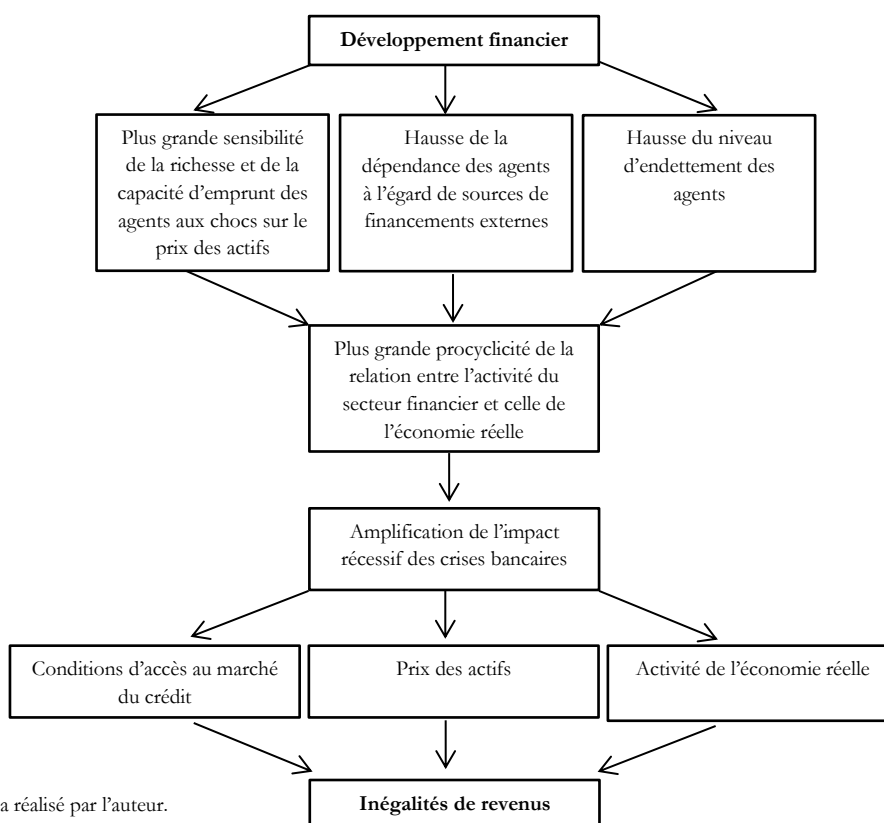 Développement financier
Plus grande sensibilité
de la richesse et de la
capacité d'emprunt des
agents aux chocs sur le
prix des actifs
Hausse de la
dépendance des agents
à l'égard de sources de
financements externes
Hausse du niveau
d'endettement des
agents
Plus grande procyclicité de la
relation entre l'activité du
secteur financier et celle de
l'économie réelle
Amplification de l'impact
récessif des crises bancaires
Conditions d'accès au marché
du crédit
Prix des actifs
Activité de l'économie réelle
Inégalités de revenus
a réalisé par l'auteur.